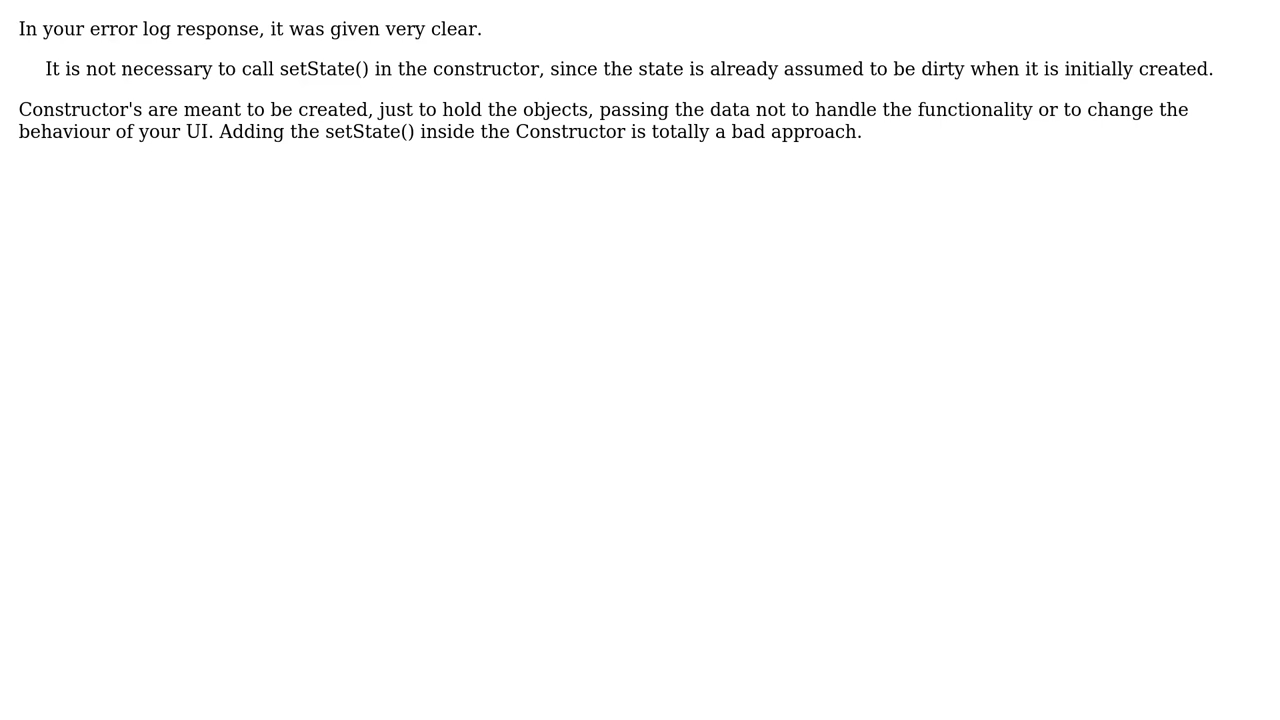 In your error log response, it was given very clear.
It is not necessary to call setState() in the constructor, since the state is already assumed to be dirty when it is initially created.
Constructor's are meant to be created, just to hold the objects, passing the data not to handle the functionality or to change the
behaviour of your UI. Adding the setState() inside the Constructor is totally a bad approach.